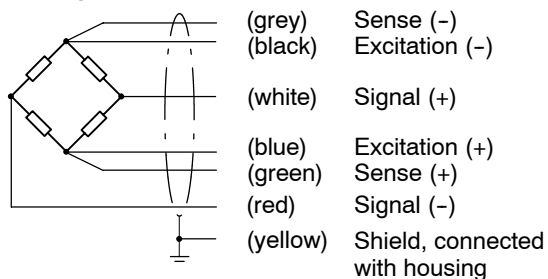 (grey) Sense (–)
(black) Excitation (–)
(white) Signal (+)
(blue) Excitation (+)
(green) Sense (+)
(red) Signal (–)
(yellow) Shield, connected
with housing